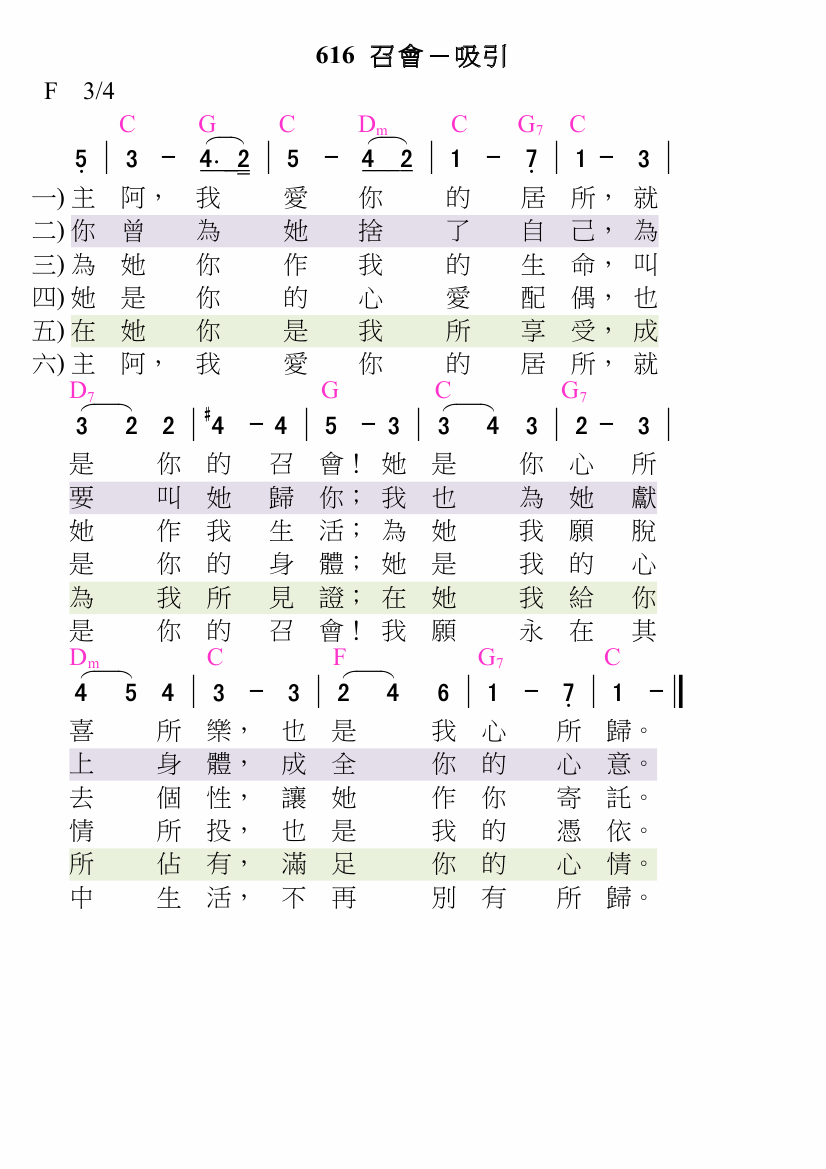 616 召會－吸引
F 3/4
C G C Dm C G7 C
5 | 3 - 4. 2 | 5 - 4 2 | 1 - 7 | 1 - 3 |
一) 主 阿， 我 愛 你 的 居 所， 就
二) 你 曾 為 她 捨 了 自 己， 為
三) 為 她 你 作 我 的 生 命， 叫
四) 她 是 你 的 心 愛 配 偶， 也
五) 在 她 你 是 我 所 享 受， 成
六) 主 阿， 我 愛 你 的 居 所， 就
D7 G C G7
3 2 2 | #4 - 4 | 5 - 3 | 3 4 3 | 2 - 3 |
是 你 的 召 會！ 她 是 你 心 所
要 叫 她 歸 你； 我 也 為 她 獻
她 作 我 生 活； 為 她 我 願 脫
是 你 的 身 體； 她 是 我 的 心
為 我 所 見 證； 在 她 我 給 你
是 你 的 召 會！ 我 願 永 在 其
Dm C F G7 C
4 5 4 | 3 - 3 | 2 4 6 | 1 - 7 | 1 - ‖
喜 所 樂， 也 是 我 心 所 歸。
上 身 體， 成 全 你 的 心 意。
去 個 性， 讓 她 作 你 寄 託。
情 所 投， 也 是 我 的 憑 依。
所 佔 有， 滿 足 你 的 心 情。
中 生 活， 不 再 別 有 所 歸。